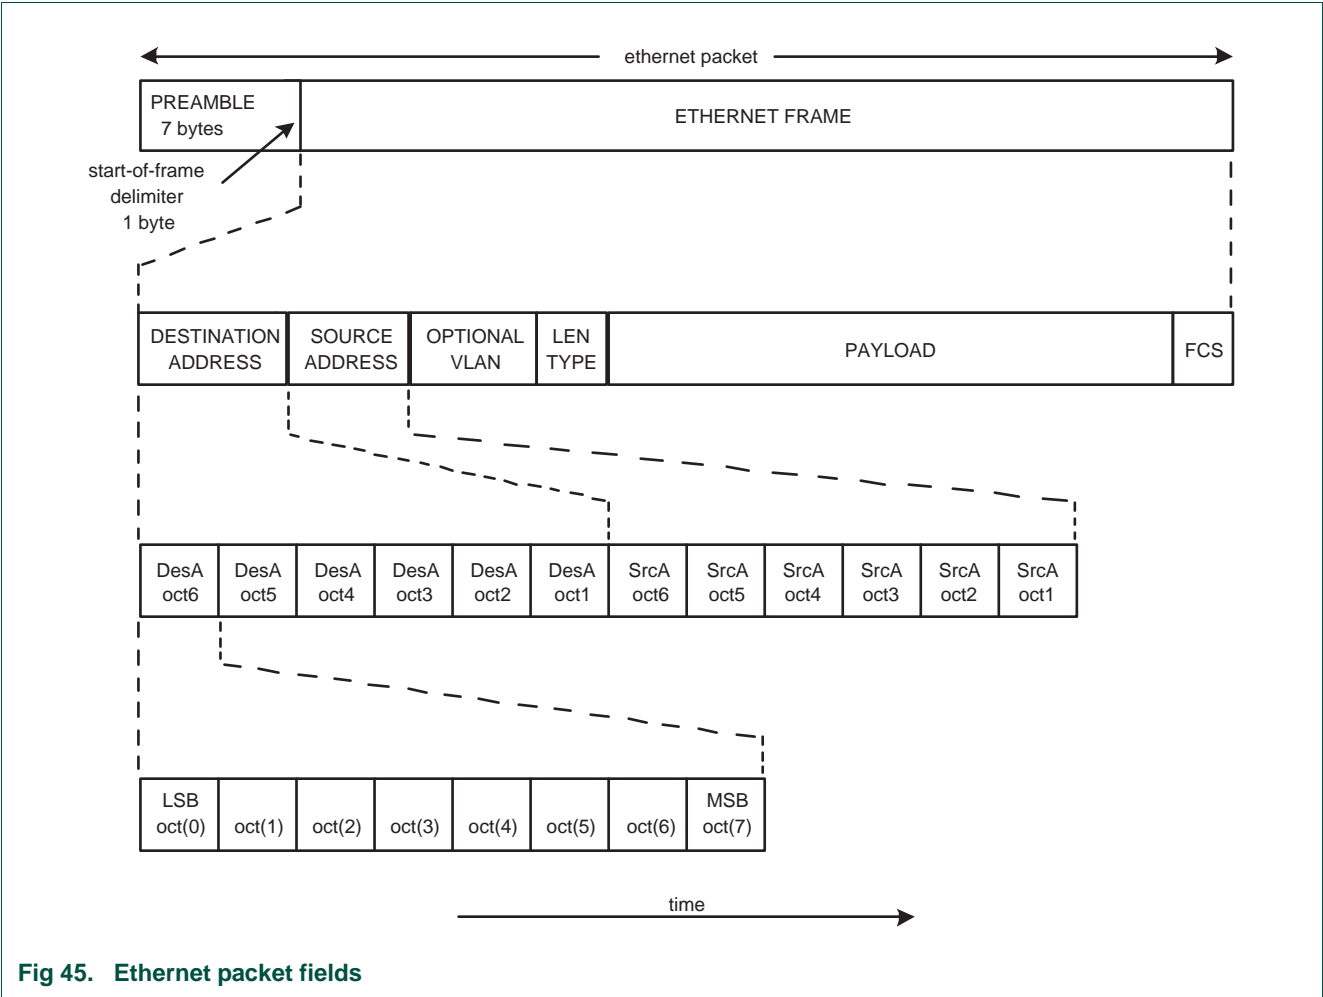 ethernet packet
PREAMBLE
7 bytes
ETHERNET FRAME
start-of-frame
delimiter
1 byte
DESTINATION
ADDRESS
SOURCE
ADDRESS
OPTIONAL
VLAN
LEN
TYPE
PAYLOAD
FCS
DesA
oct6
DesA
oct5
DesA
oct4
DesA
oct3
DesA
oct2
DesA
oct1
SrcA
oct6
SrcA
oct5
SrcA
oct4
SrcA
oct3
SrcA
oct2
SrcA
oct1
LSB
oct(0)
oct(1)
oct(2)
oct(3)
oct(4)
oct(5)
oct(6)
MSB
oct(7)
time
Fig 45. Ethernet packet fields